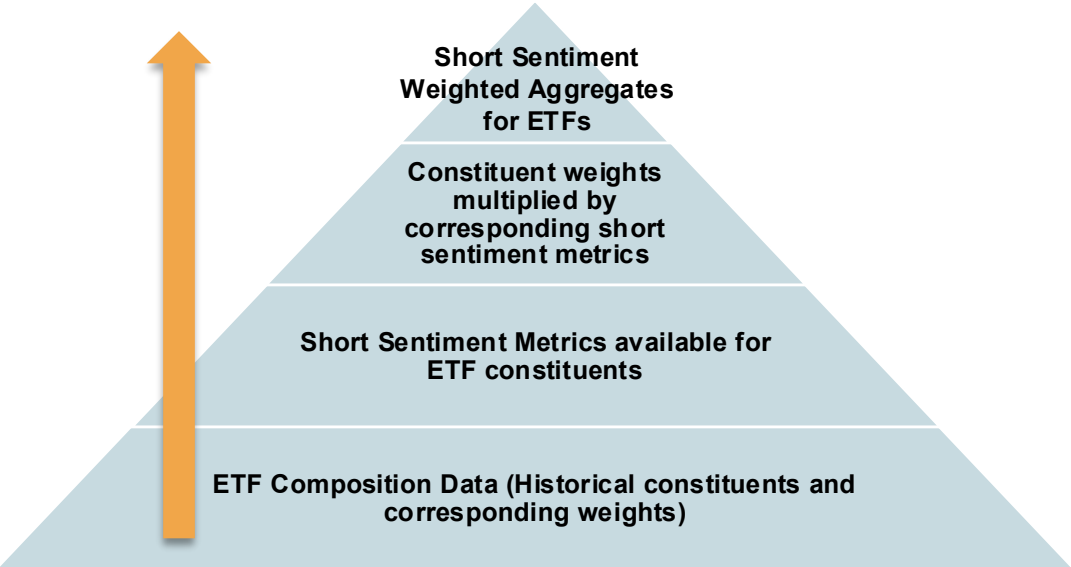 Short Sentiment
Weighted Aggregates
for ETFs
Constituent weights
multiplied by
corresponding short
sentiment metrics
Short Sentiment Metrics available for
ETF constituents
ETF Composition Data (Historical constituents and
corresponding weights)